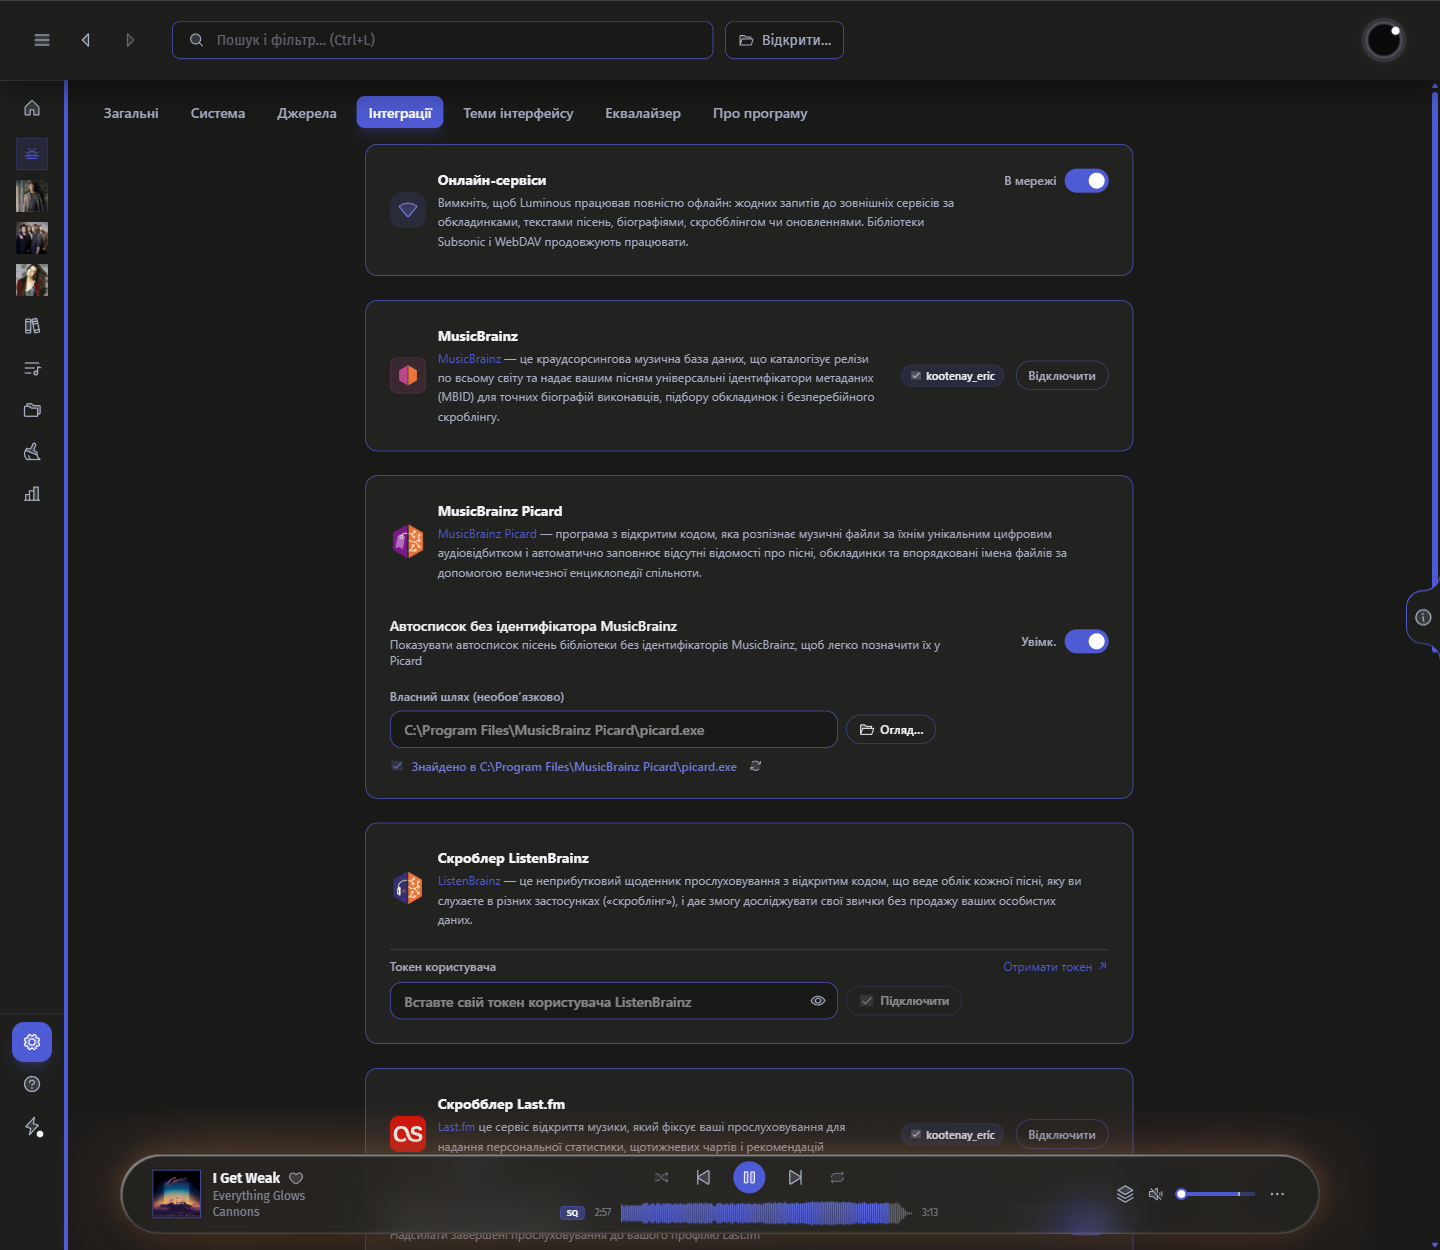 Пошук і фільтр... (Ctrl+L)
Відкрити...
Загальні
Система
Джерела
Інтеграції
Теми інтерфейсу
Еквалайзер
Про програму
Онлайн-сервіси
В мережі
Вимкніть, щоб Luminous працював повністю офлайн: жодних запитів до зовнішніх сервісів за
обкладинками, текстами пісень, біографіями, скробблінгом чи оновленнями. Бібліотеки
Subsonic і WebDAV продовжують працювати.
MusicBrainz
MusicBrainz — це краудсорсингова музична база даних, що каталогізує релізи
по всьому світу та надає вашим пісням універсальні ідентифікатори метаданих
(MBID) для точних біографій виконавців, підбору обкладинок і безперебійного
скроблінгу.
kootenay_eric
Відключити
MusicBrainz Picard
MusicBrainz Picard — програма з відкритим кодом, яка розпізнає музичні файли за їхнім унікальним цифровим
аудіовідбитком і автоматично заповнює відсутні відомості про пісні, обкладинки та впорядковані імена файлів за
допомогою величезної енциклопедії спільноти.
Автосписок без ідентифікатора MusicBrainz
Показувати автосписок пісень бібліотеки без ідентифікаторів MusicBrainz, щоб легко позначити їх у
Picard
Увімк.
Власний шлях (необов'язково)
C:\Program Files\MusicBrainz Picard\picard.exe
Огляд...
Знайдено в C:\Program Files\MusicBrainz Picard\picard.exe
Скроблер ListenBrainz
ListenBrainz — це неприбутковий щоденник прослуховування з відкритим кодом, що веде облік кожної пісні, яку ви
слухаєте в різних застосунках («скроблінг»), і дає змогу досліджувати свої звички без продажу ваших особистих
даних.
Токен користувача
Отримати токен
Вставте свій токен користувача ListenBrainz
Підключити
Скробблер Last.fm
Last.fm це сервіс відкриття музики, який фіксує ваші прослуховування для
надання персональної статистики, щотижневих чартів і рекомендацій
kootenay_eric
Відключити
I Get Weak
Everything Glows
Cannons
SQ
2:57
3:13
Надсилати завершені прослуховування до вашого профілю Last.fm